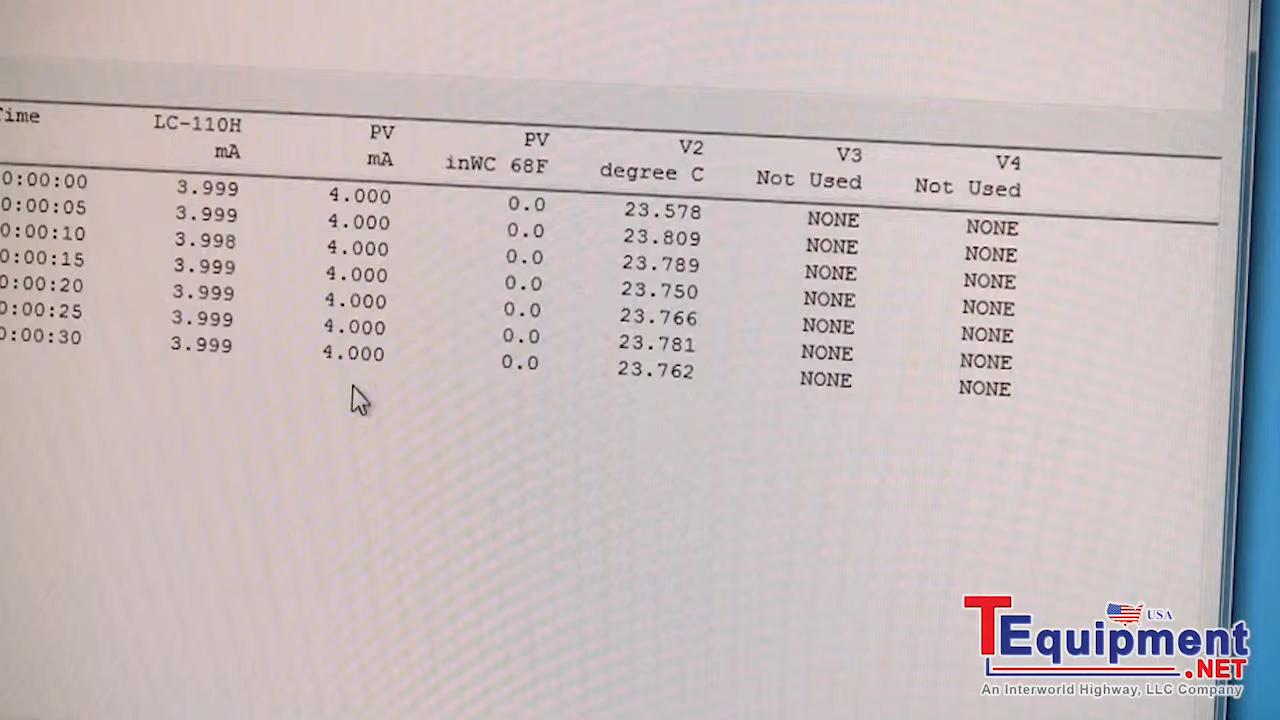 Time LC-110H PV PV V2 V3 V4
mA mA inWC 68F degree C Not Used Not Used
0:00:00 3.999 4.000 0.0 23.578 NONE NONE
0:00:05 3.999 4.000 0.0 23.809 NONE NONE
0:00:10 3.998 4.000 0.0 23.789 NONE NONE
0:00:15 3.999 4.000 0.0 23.750 NONE NONE
0:00:20 3.999 4.000 0.0 23.766 NONE NONE
0:00:25 3.999 4.000 0.0 23.781 NONE NONE
0:00:30 3.999 4.000 0.0 23.762 NONE NONE
USA
TEquipment
.NET
An Interworld Highway, LLC Company